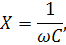 X = 1/ωC,